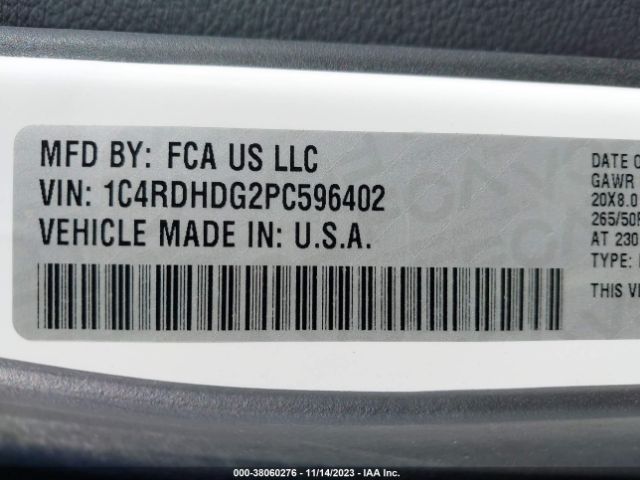 MFD BY: FCA US LLC
VIN: 1C4RDHDG2PC596402
VEHICLE MADE IN: U.S.A.
DATE O
GAWR
20X8.0
265/50R
AT 230
TYPE:
THIS VE
000-38060276 - 11/14/2023 - IAA Inc.